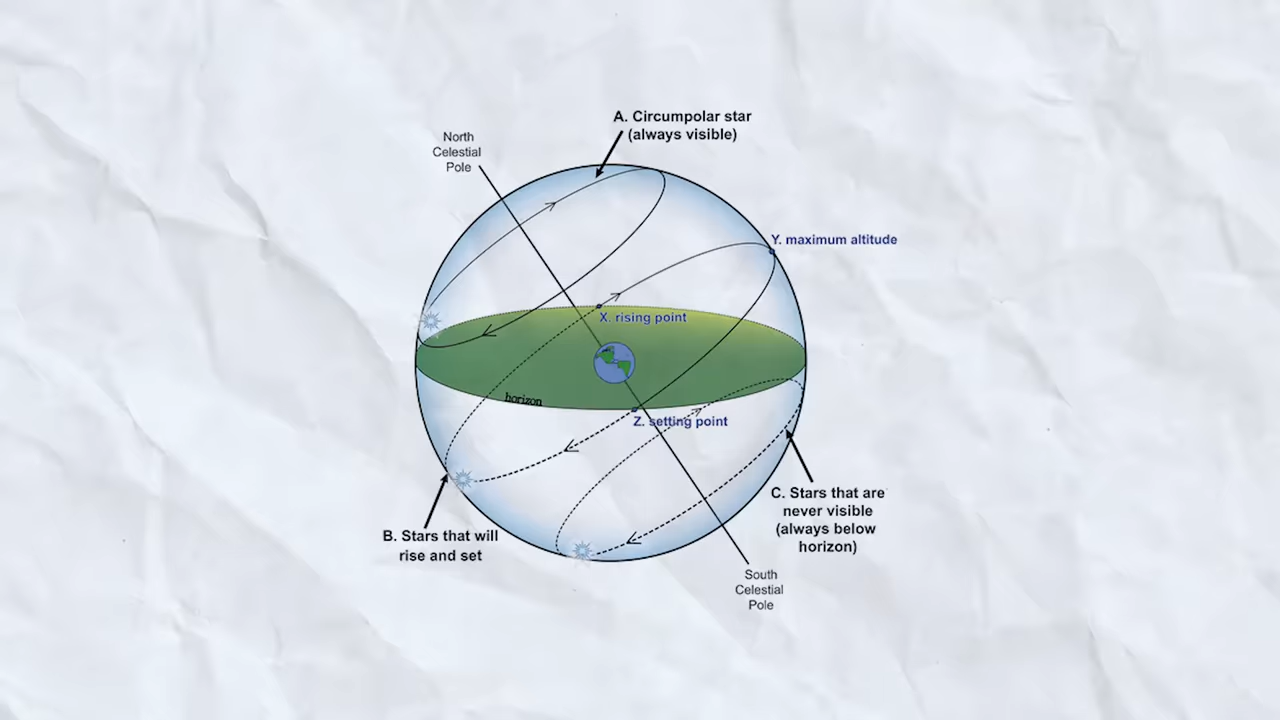 A. Circumpolar star
(always visible)
North
Celestial
Pole
Y. maximum altitude
X. rising point
horizon
Z. setting point
C. Stars that are
never visible
(always below
horizon)
B. Stars that will
rise and set
South
Celestial
Pole